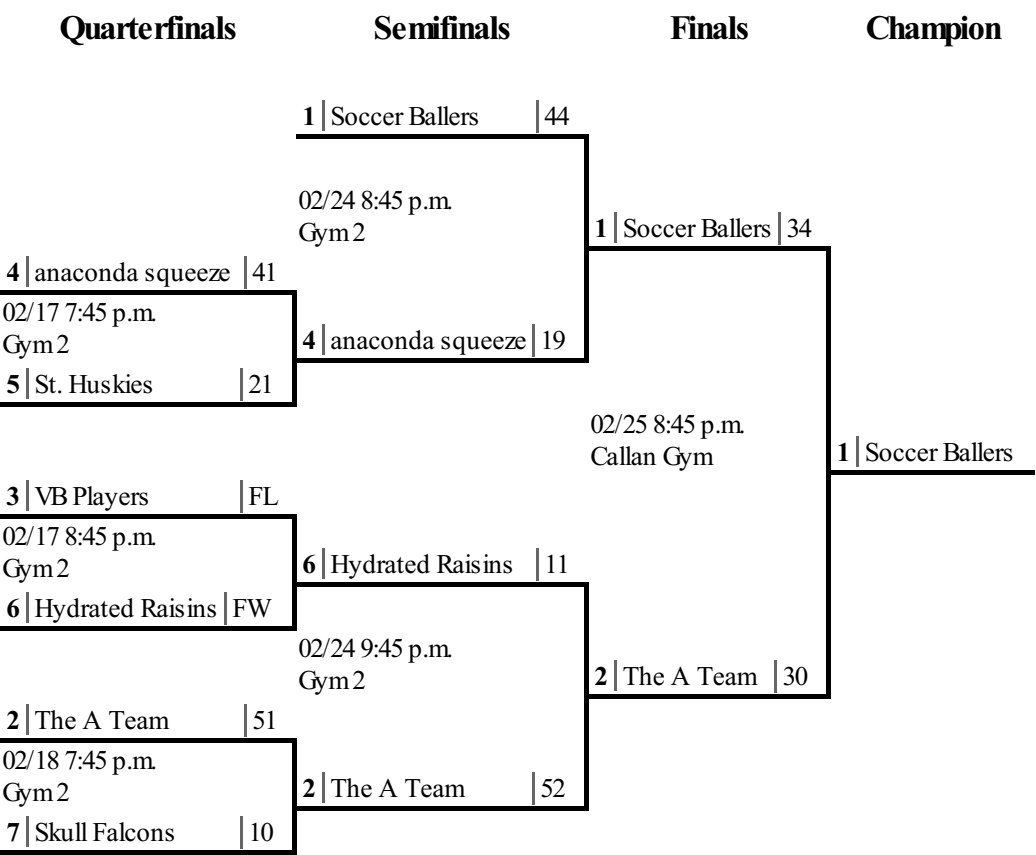 Quarterfinals Semifinals Finals Champion
1 Soccer Ballers 44
02/24 8:45 p.m.
Gym 2
1 Soccer Ballers 34
4 anaconda squeeze 41
02/17 7:45 p.m.
Gym 2
4 anaconda squeeze 19
5 St. Huskies 21
02/25 8:45 p.m.
Callan Gym
1 Soccer Ballers
3 VB Players FL
02/17 8:45 p.m.
Gym 2
6 Hydrated Raisins 11
6 Hydrated Raisins FW
02/24 9:45 p.m.
Gym 2
2 The A Team 30
2 The A Team 51
02/18 7:45 p.m.
Gym 2
2 The A Team 52
7 Skull Falcons 10